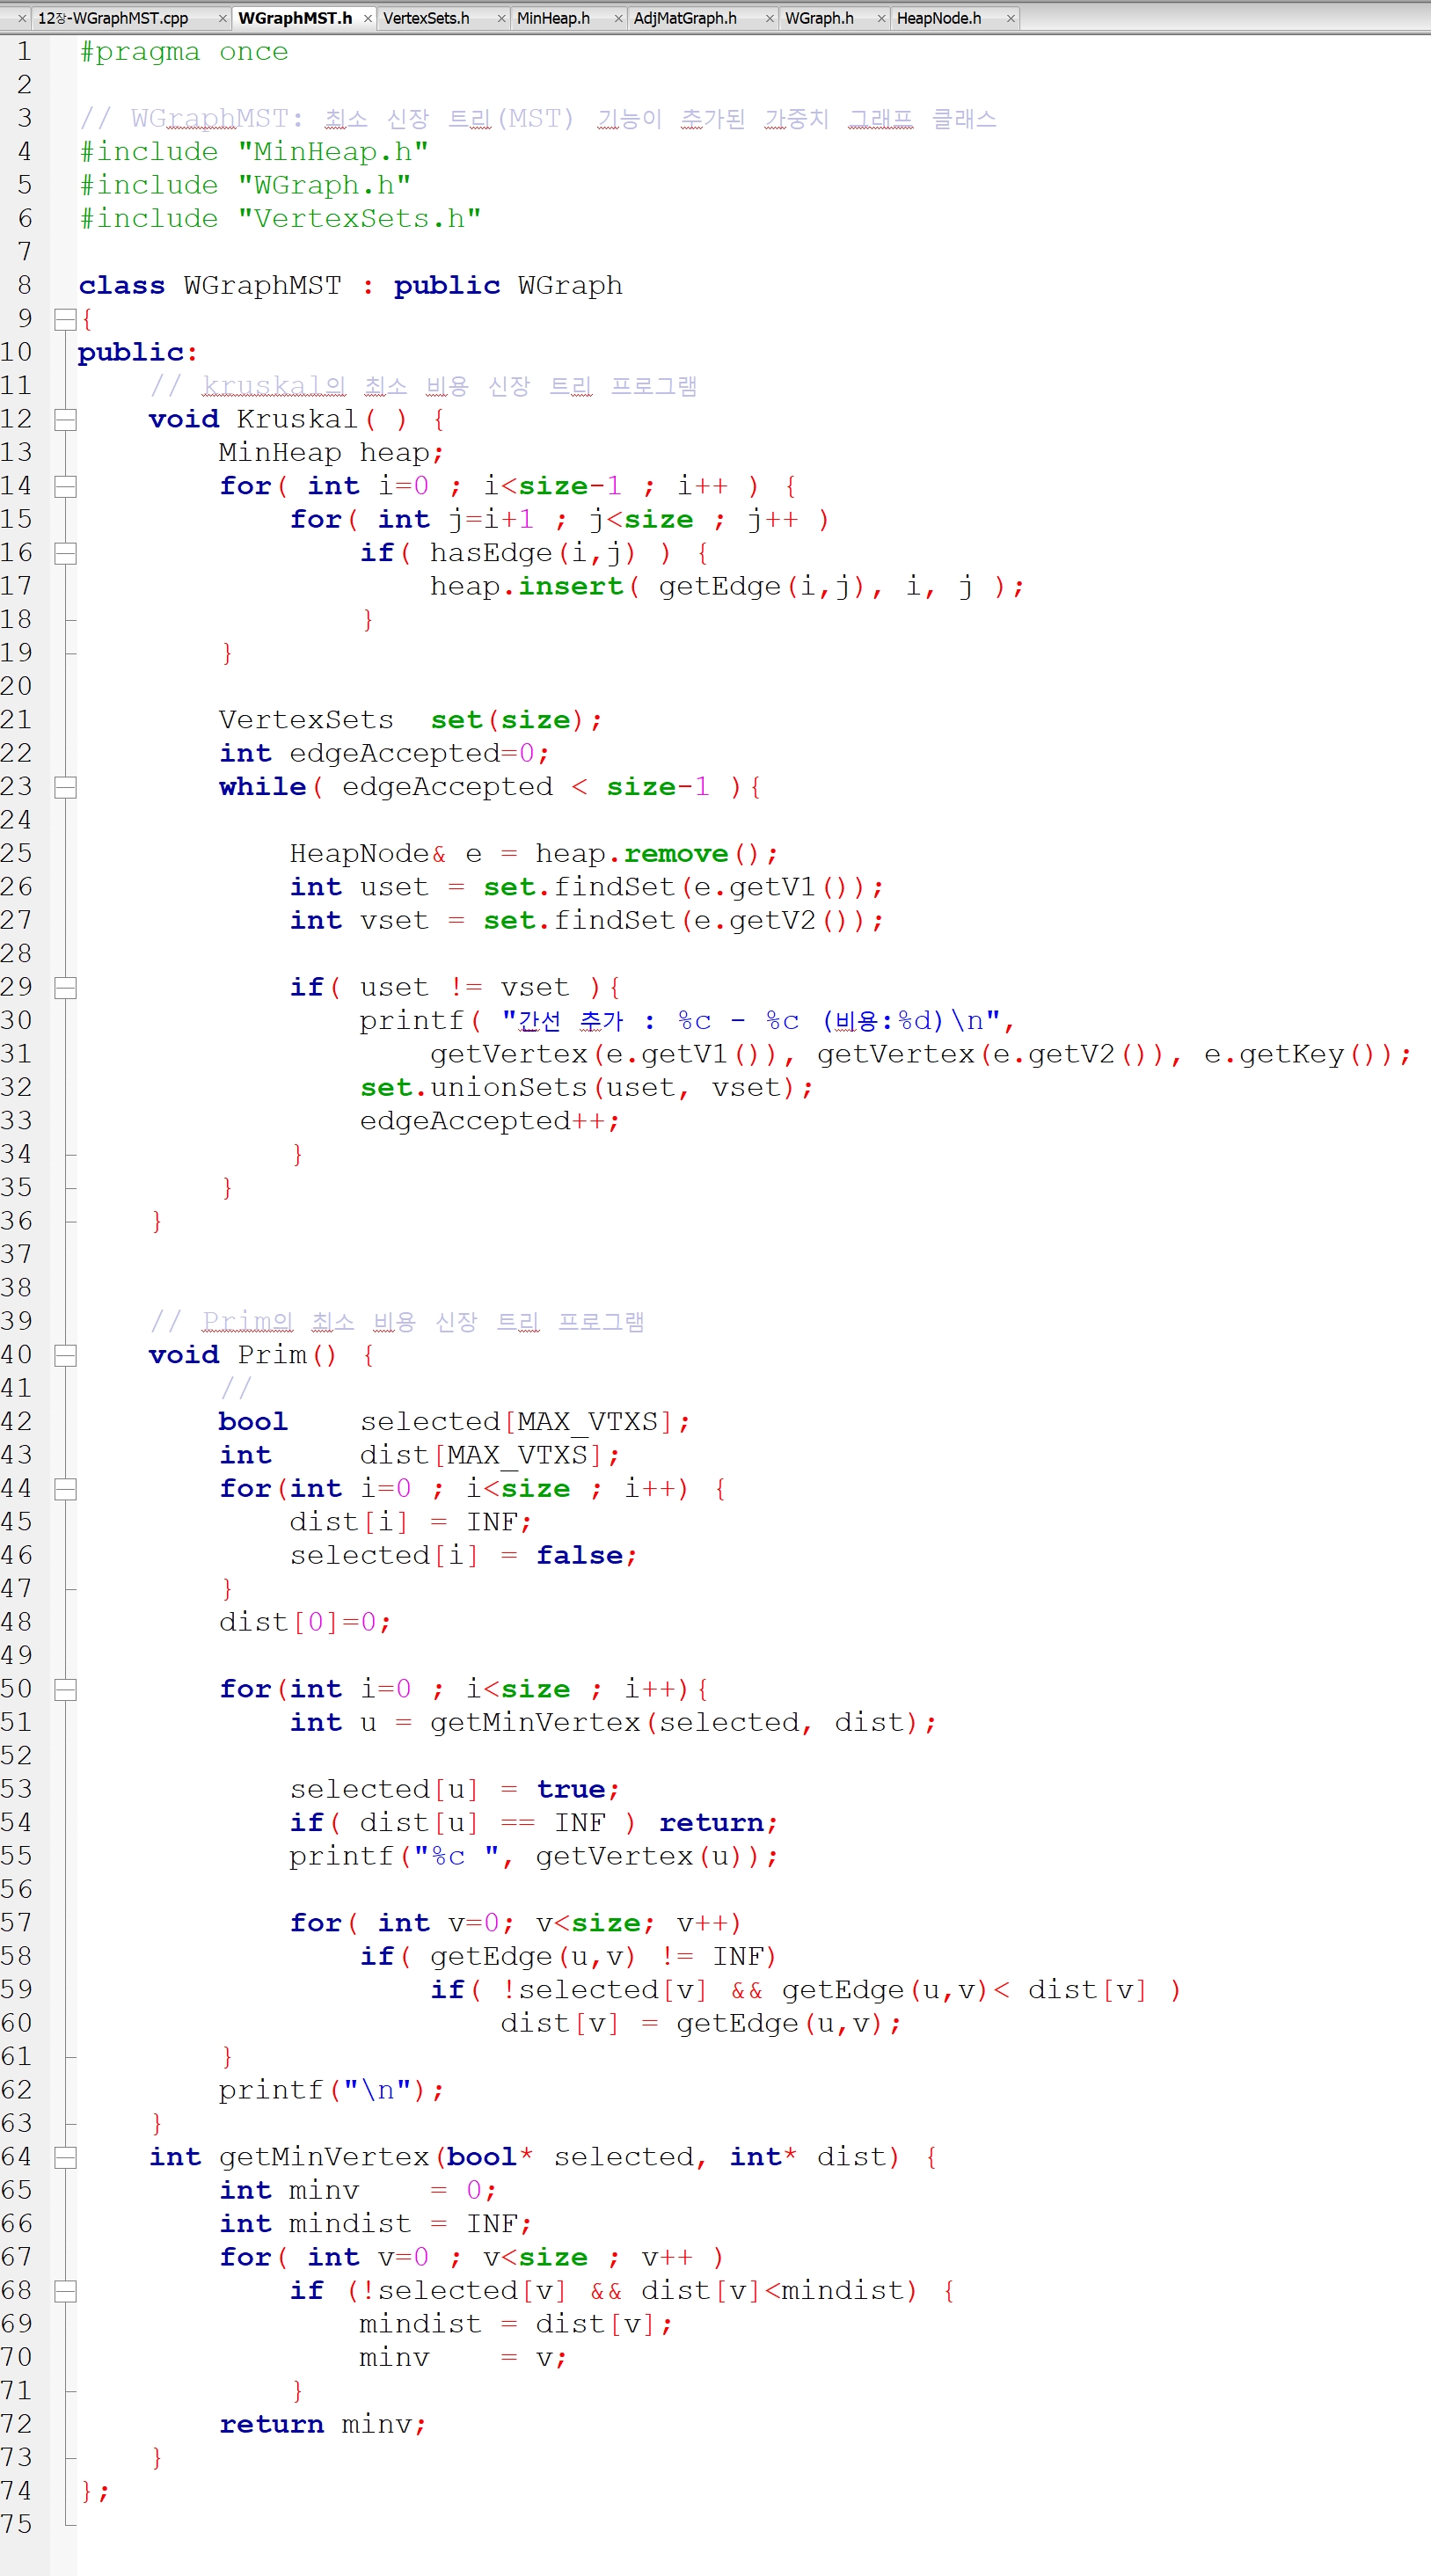 12장-WGraphMST.cpp WGraphMST.h VertexSets.h MinHeap.h AdjMatGraph.h WGraph.h HeapNode.h
1 #pragma once
2
3 // WGraphMST: 최소 신장 트리(MST) 기능이 추가된 가중치 그래프 클래스
4 #include "MinHeap.h"
5 #include "WGraph.h"
6 #include "VertexSets.h"
7
8 class WGraphMST : public WGraph
9 {
10 public:
11 // kruskal의 최소 비용 신장 트리 프로그램
12 void Kruskal( ) {
13 MinHeap heap;
14 for( int i=0 ; i<size-1 ; i++ ) {
15 for( int j=i+1 ; j<size ; j++ )
16 if( hasEdge(i,j) ) {
17 heap.insert( getEdge(i,j), i, j );
18 }
19 }
20
21 VertexSets set(size);
22 int edgeAccepted=0;
23 while( edgeAccepted < size-1 ){
24
25 HeapNode& e = heap.remove();
26 int uset = set.findSet(e.getV1());
27 int vset = set.findSet(e.getV2());
28
29 if( uset != vset ){
30 printf( "간선 추가 : %c - %c (비용:%d)\n",
31 getVertex(e.getV1()), getVertex(e.getV2()), e.getKey());
32 set.unionSets(uset, vset);
33 edgeAccepted++;
34 }
35 }
36 }
37
38
39 // Prim의 최소 비용 신장 트리 프로그램
40 void Prim() {
41 //
42 bool selected[MAX_VTXS];
43 int dist[MAX_VTXS];
44 for(int i=0 ; i<size ; i++) {
45 dist[i] = INF;
46 selected[i] = false;
47 }
48 dist[0]=0;
49
50 for(int i=0 ; i<size ; i++){
51 int u = getMinVertex(selected, dist);
52
53 selected[u] = true;
54 if( dist[u] == INF ) return;
55 printf("%c ", getVertex(u));
56
57 for( int v=0; v<size; v++)
58 if( getEdge(u,v) != INF)
59 if( !selected[v] && getEdge(u,v)< dist[v] )
60 dist[v] = getEdge(u,v);
61 }
62 printf("\n");
63 }
64 int getMinVertex(bool* selected, int* dist) {
65 int minv = 0;
66 int mindist = INF;
67 for( int v=0 ; v<size ; v++ )
68 if (!selected[v] && dist[v]<mindist) {
69 mindist = dist[v];
70 minv = v;
71 }
72 return minv;
73 }
74 };
75